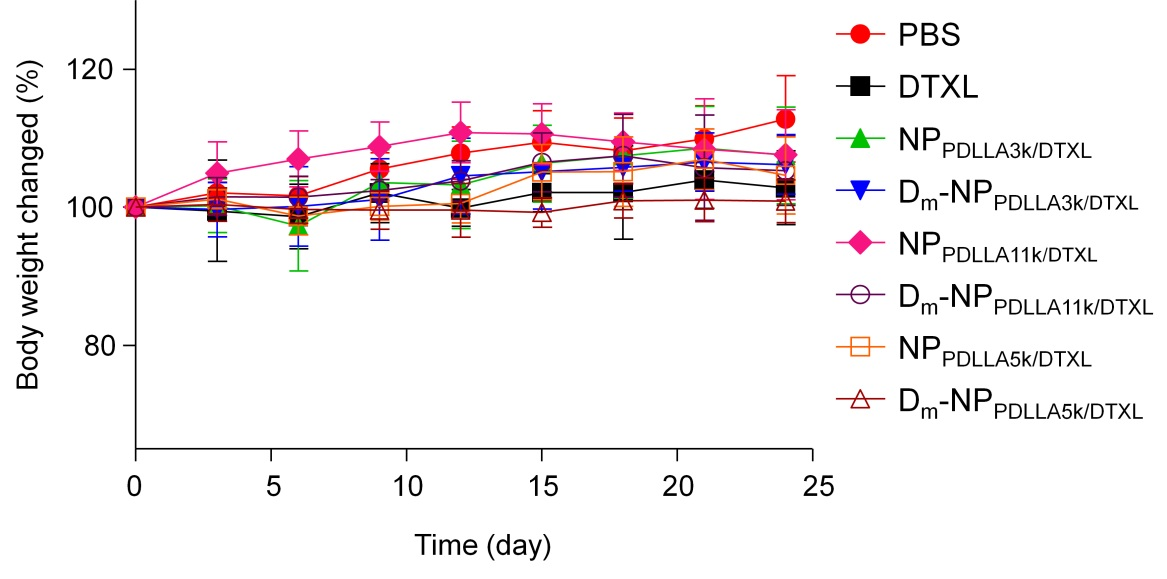 Body weight changed (%)
120
100
80
0 5 10 15 20 25
Time (day)
PBS
DTXL
NPPDLLA3k/DTXL
Dm-NPPDLLA3k/DTXL
NPPDLLA11k/DTXL
Dm-NPPDLLA11k/DTXL
NPPDLLA5k/DTXL
Dm-NPPDLLA5k/DTXL